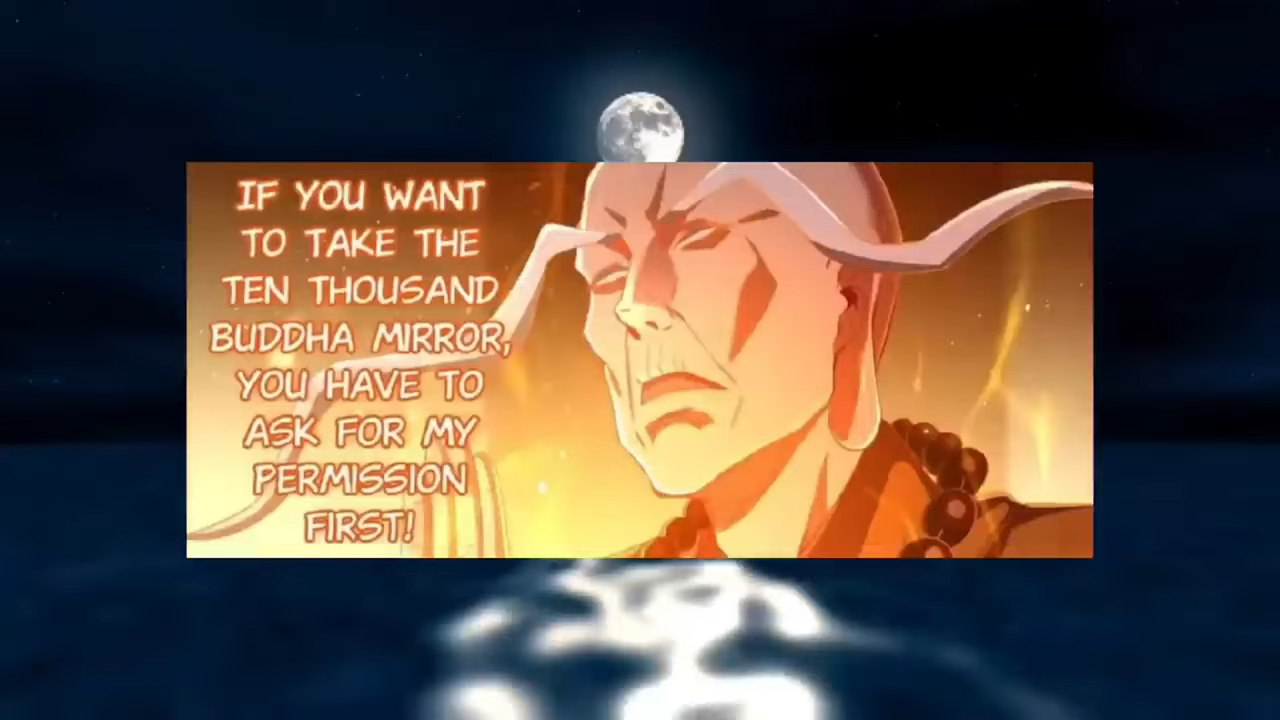 IF YOU WANT
TO TAKE THE
TEN THOUSAND
BUDDHA MIRROR,
YOU HAVE TO
ASK FOR MY
PERMISSION
FIRST!